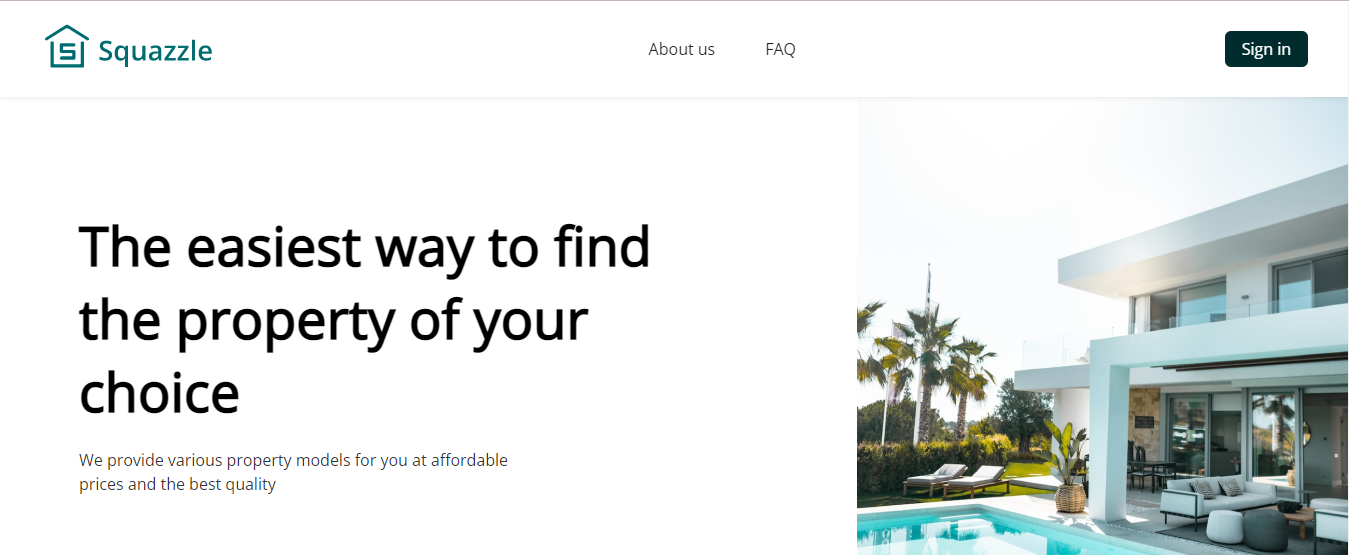 Squazzle
About us
FAQ
Sign in
The easiest way to find
the property of your
choice
We provide various property models for you at affordable
prices and the best quality